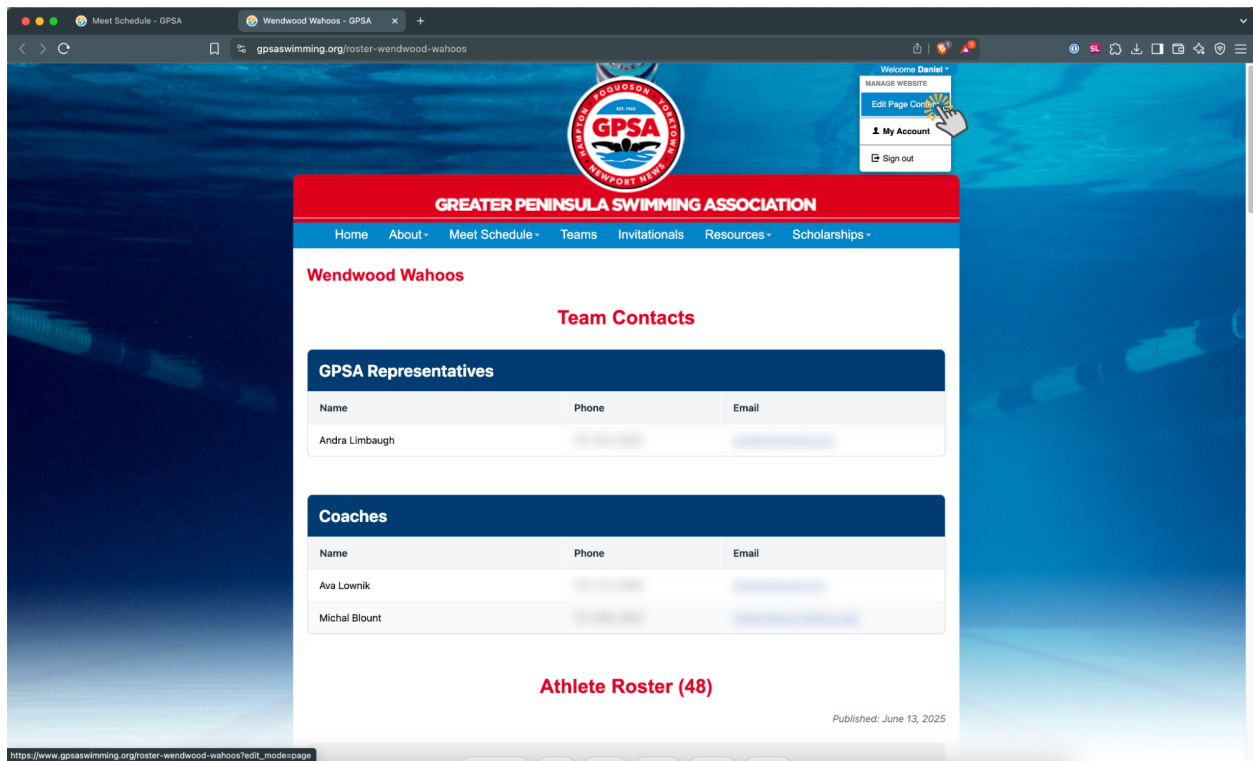 Meet Schedule - GPSA
Wendwood Wahoos - GPSA
gpsaswimming.org/roster-wendwood-wahoos
SL
Welcome Daniel
MANAGE WEBSITE
Edit Page
My Account
Sign out
POQUOSON
YORKTOWN
HAMPTON
NEWPORT NEWS
EST. 1963
GPSA
GREATER PENINSULA SWIMMING ASSOCIATION
Home About Meet Schedule Teams Invitationals Resources Scholarships
Wendwood Wahoos
Team Contacts
GPSA Representatives
Name Phone Email
Andra Limbaugh
Coaches
Name Phone Email
Ava Lownik
Michal Blount
Athlete Roster (48)
Published: June 13, 2025
https://www.gpsaswimming.org/roster-wendwood-wahoos?edit_mode=page